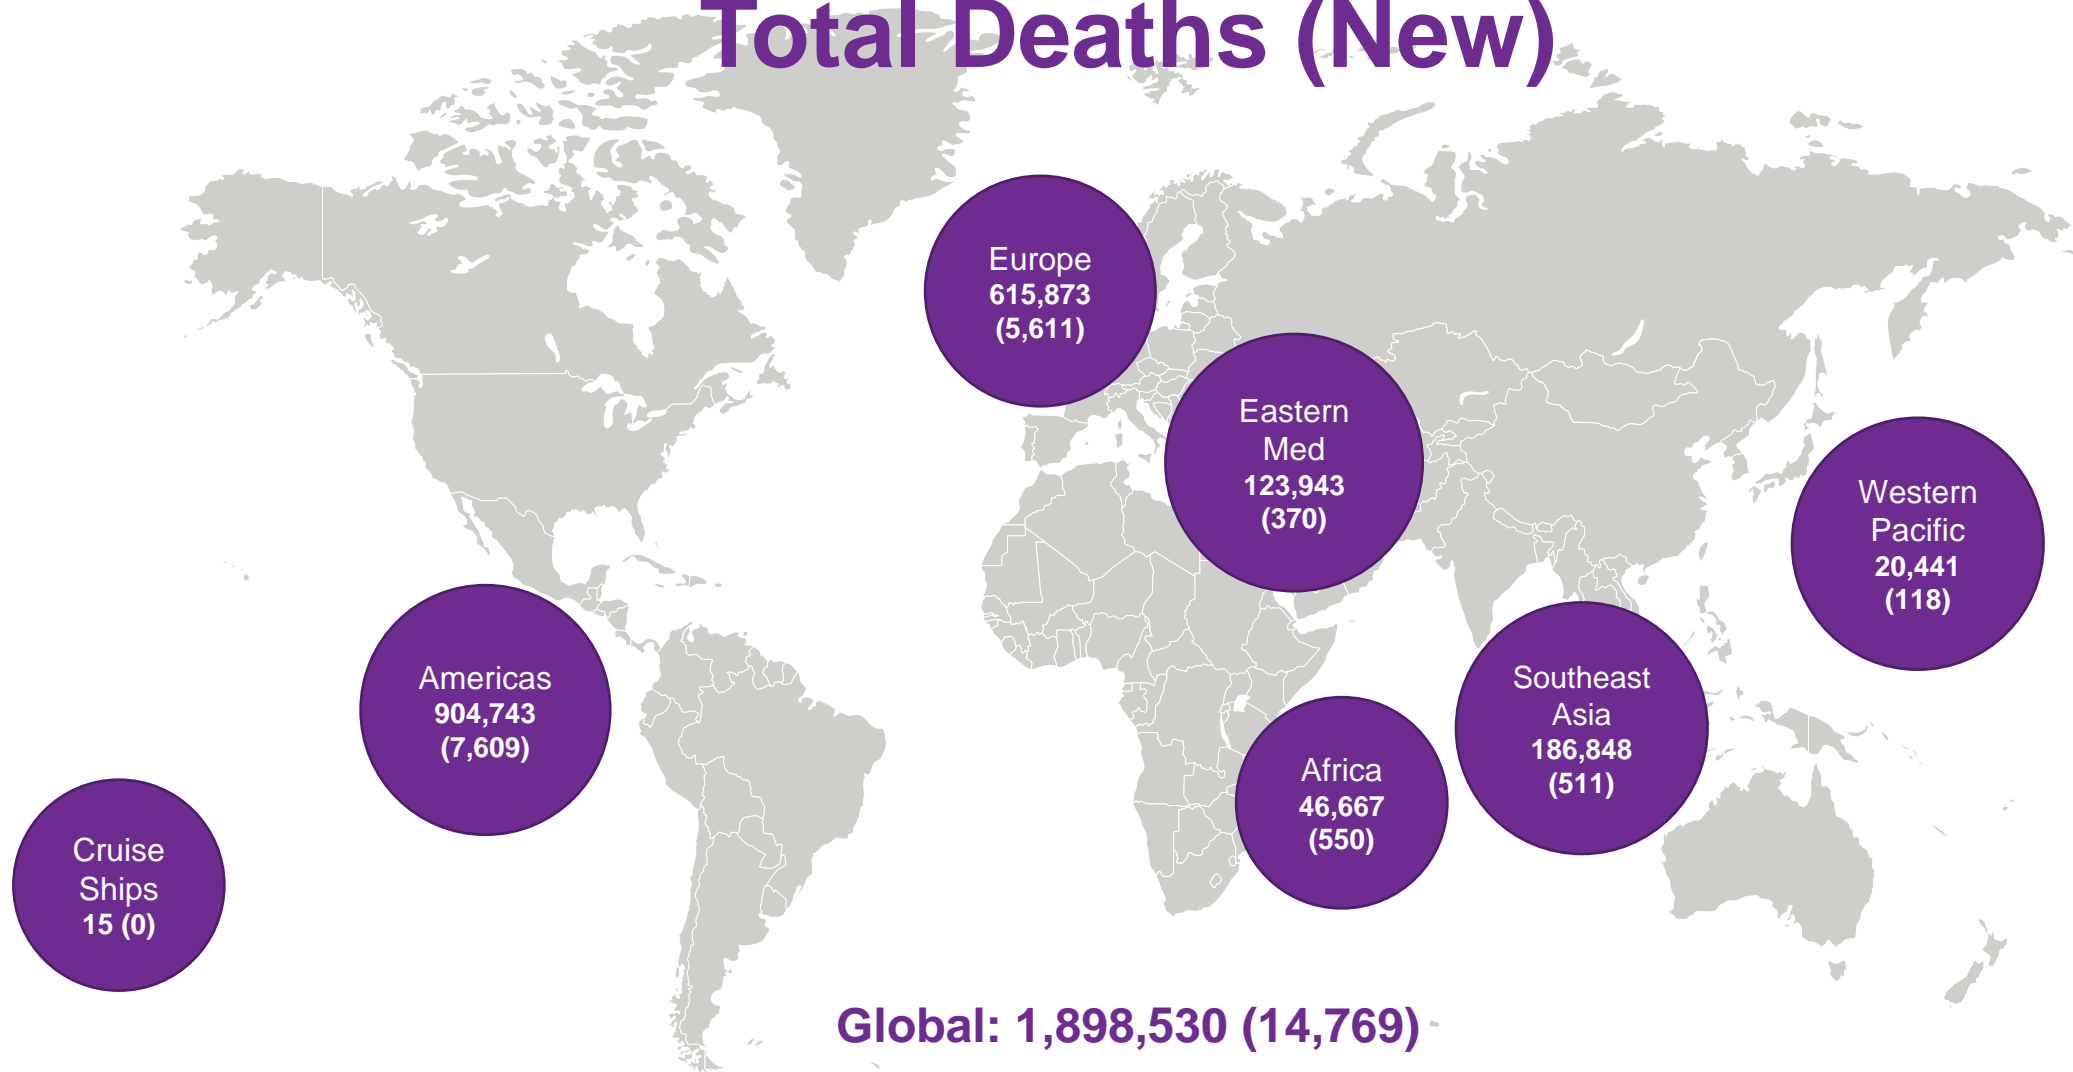 Total Deaths (New)
Europe
615,873
(5,611)
Eastern
Med
123,943
(370)
Western
Pacific
20,441
(118)
Americas
904,743
(7,609)
Southeast
Asia
186,848
(511)
Africa
46,667
(550)
Cruise
Ships
15 (0)
Global: 1,898,530 (14,769)